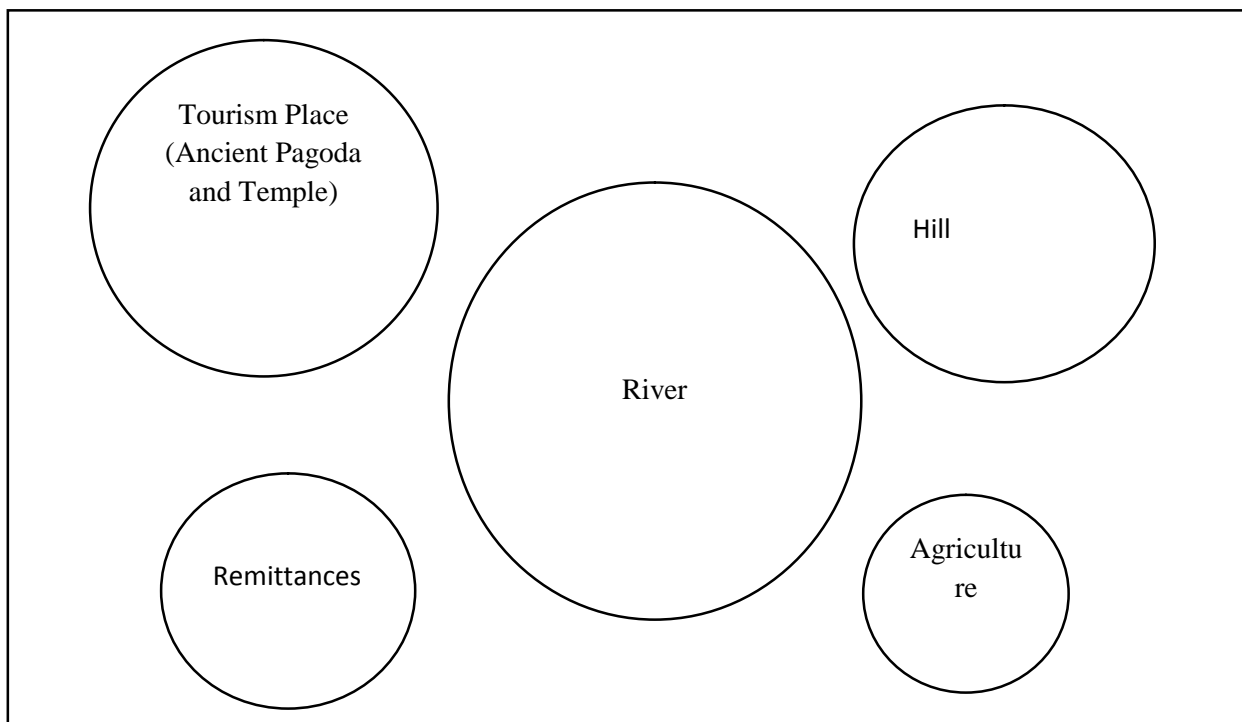 Tourism Place
(Ancient Pagoda
and Temple)
Hill
River
Remittances
Agricultu
re